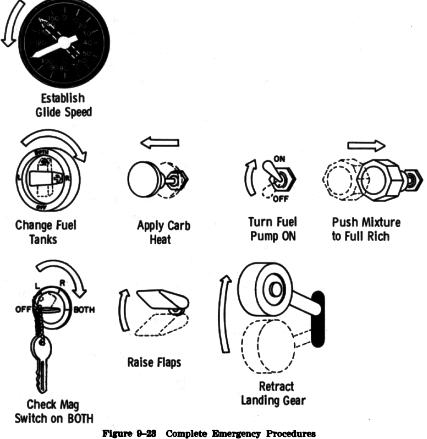 Establish
Glide Speed
BOTH
L
R
OFF
Change Fuel
Tanks
Apply Carb
Heat
ON
OFF
Turn Fuel
Pump ON
Push Mixture
to Full Rich
L
R
OFF
BOTH
Check Mag
Switch on BOTH
Raise Flaps
Retract
Landing Gear
Figure 9-23 Complete Emergency Procedures